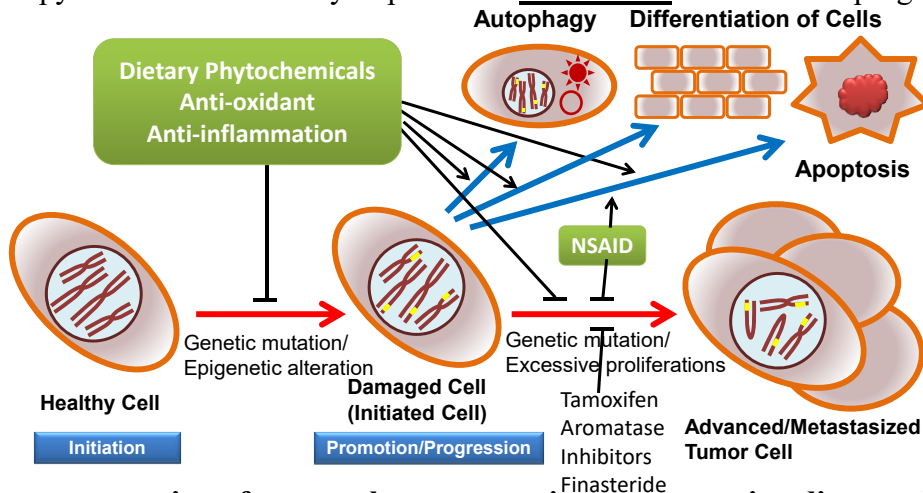 Autophagy
Differentiation of Cells
Dietary Phytochemicals
Anti-oxidant
Anti-inflammation
Apoptosis
NSAID
Genetic mutation/
Epigenetic alteration
Genetic mutation/
Excessive proliferations
Healthy Cell
Damaged Cell
(Initiated Cell)
Initiation
Promotion/Progression
Tamoxifen
Aromatase
Inhibitors
Finasteride
Advanced/Metastasized
Tumor Cell